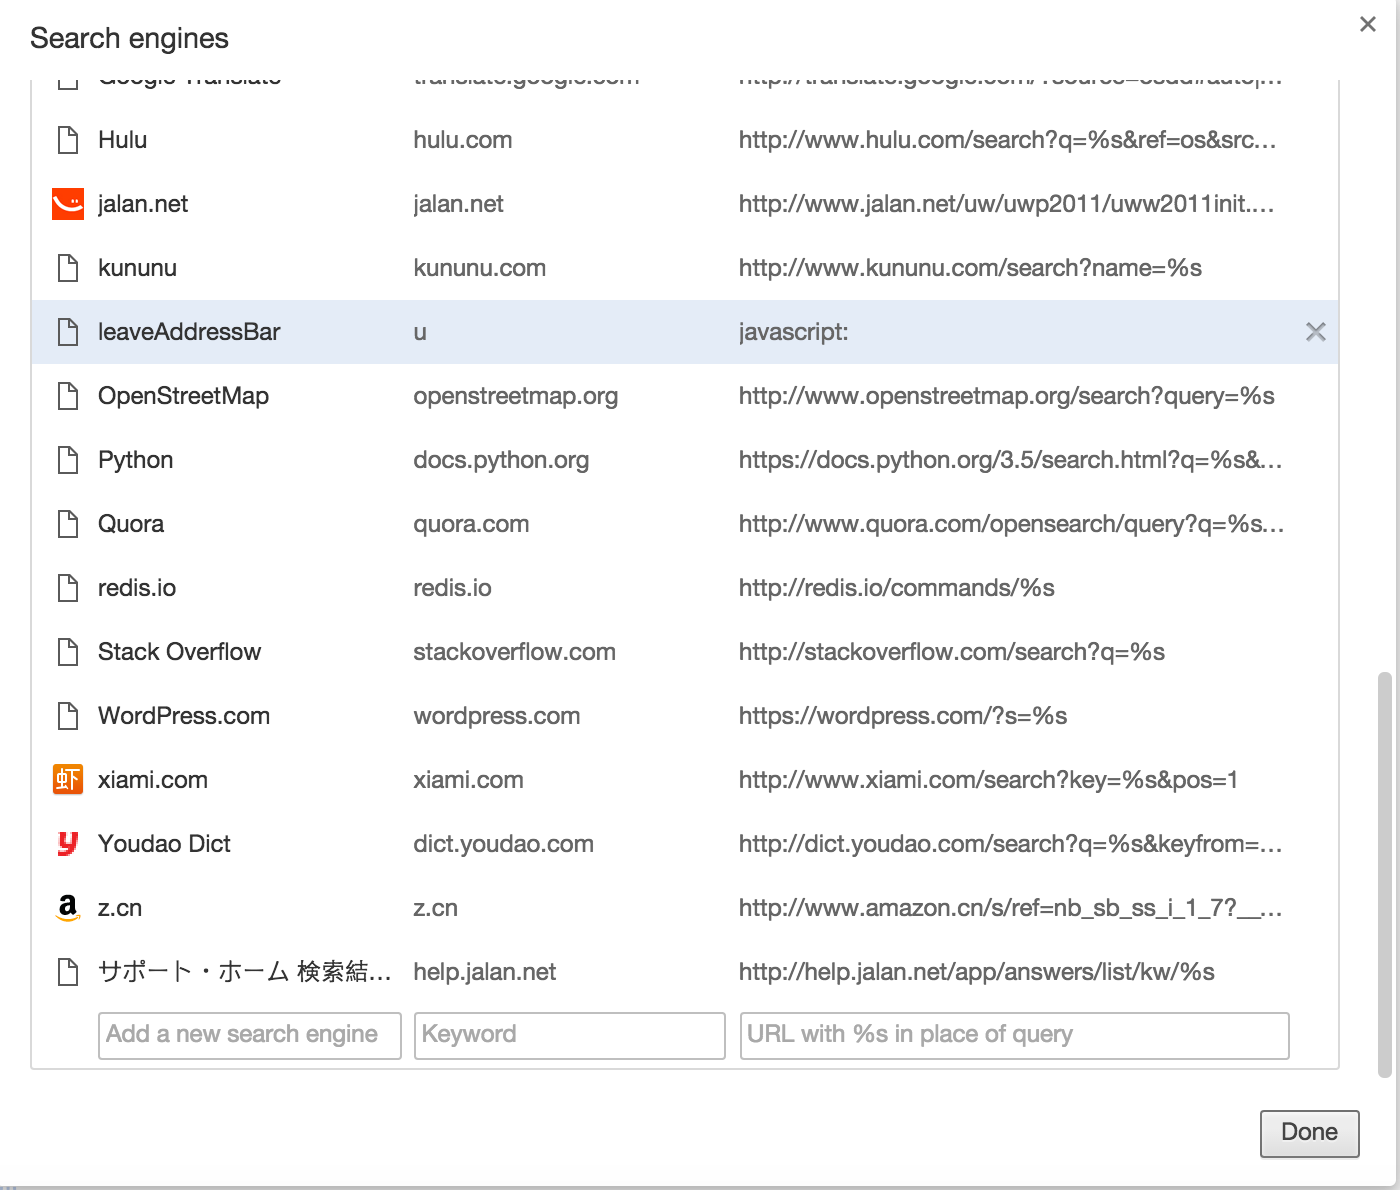 Search engines
Google Translate translate.google.com
Hulu hulu.com http://www.hulu.com/search?q=%s&ref=os&src...
jalan.net jalan.net http://www.jalan.net/uw/uwp2011/uww2011init....
kununu kununu.com http://www.kununu.com/search?name=%s
leaveAddressBar u javascript:
OpenStreetMap openstreetmap.org http://www.openstreetmap.org/search?query=%s
Python docs.python.org https://docs.python.org/3.5/search.html?q=%s&...
Quora quora.com http://www.quora.com/opensearch/query?q=%s...
redis.io redis.io http://redis.io/commands/%s
Stack Overflow stackoverflow.com http://stackoverflow.com/search?q=%s
WordPress.com wordpress.com https://wordpress.com/?s=%s
虾 xiami.com xiami.com http://www.xiami.com/search?key=%s&pos=1
y Youdao Dict dict.youdao.com http://dict.youdao.com/search?q=%s&keyfrom=...
a z.cn z.cn http://www.amazon.cn/s/ref=nb_sb_ss_i_1_7?__...
サポート・ホーム 検索結... help.jalan.net http://help.jalan.net/app/answers/list/kw/%s
Add a new search engine Keyword URL with %s in place of query
Done